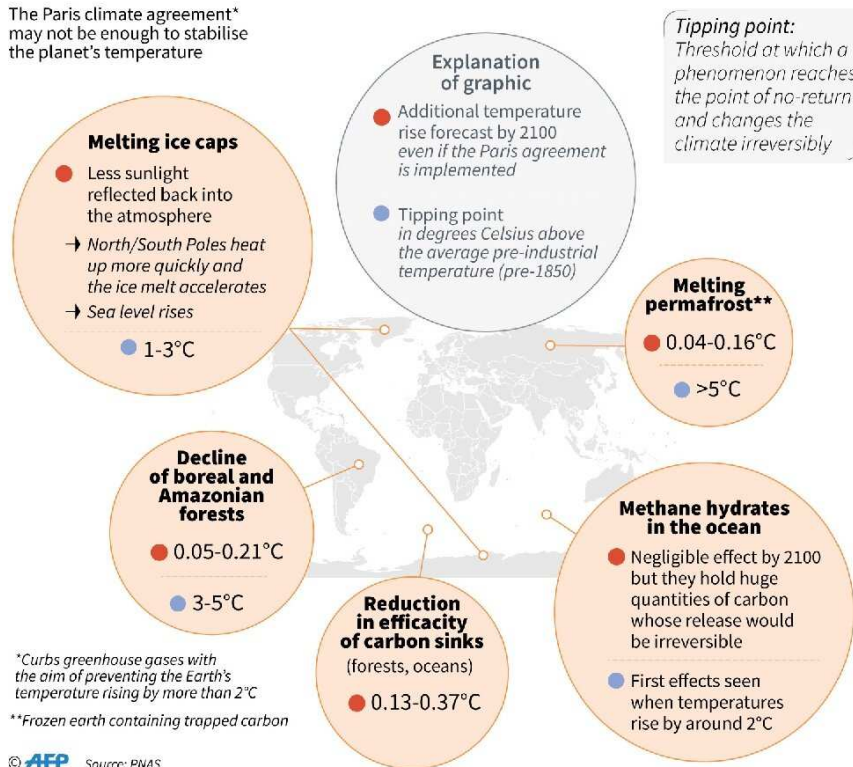 The Paris climate agreement*
may not be enough to stabilise
the planet's temperature
Explanation
of graphic
Additional temperature
rise forecast by 2100
even if the Paris agreement
is implemented
Tipping point
in degrees Celsius above
the average pre-industrial
temperature (pre-1850)
Tipping point:
Threshold at which a
phenomenon reaches
the point of no-return
and changes the
climate irreversibly
Melting ice caps
Less sunlight
reflected back into
the atmosphere
→ North/South Poles heat
up more quickly and
the ice melt accelerates
→ Sea level rises
1-3°C
Melting
permafrost**
0.04-0.16°C
>5°C
Decline
of boreal and
Amazonian
forests
0.05-0.21°C
3-5°C
Reduction
in efficacy
of carbon sinks
(forests, oceans)
0.13-0.37°C
Methane hydrates
in the ocean
Negligible effect by 2100
but they hold huge
quantities of carbon
whose release would
be irreversible
First effects seen
when temperatures
rise by around 2°C
*Curbs greenhouse gases with
the aim of preventing the Earth's
temperature rising by more than 2°C
**Frozen earth containing trapped carbon
© AFP Source: PNAS